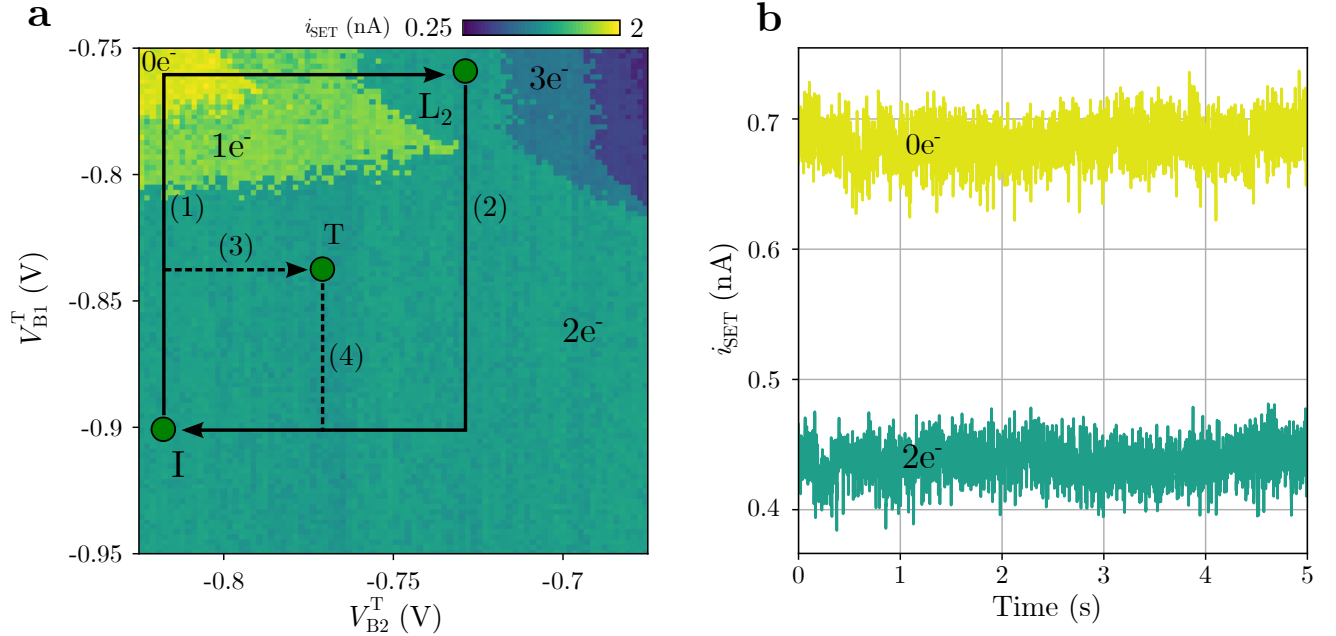 a
i_SET (nA) 0.25 2
0e⁻
1e⁻
L₂
3e⁻
(1)
(2)
(3)
T
(4)
2e⁻
I
-0.75
-0.8
-0.85
-0.9
-0.95
V_B1^T (V)
-0.8 -0.75 -0.7
V_B2^T (V)
b
0e⁻
2e⁻
0.7
0.6
0.5
0.4
i_SET (nA)
0 1 2 3 4 5
Time (s)